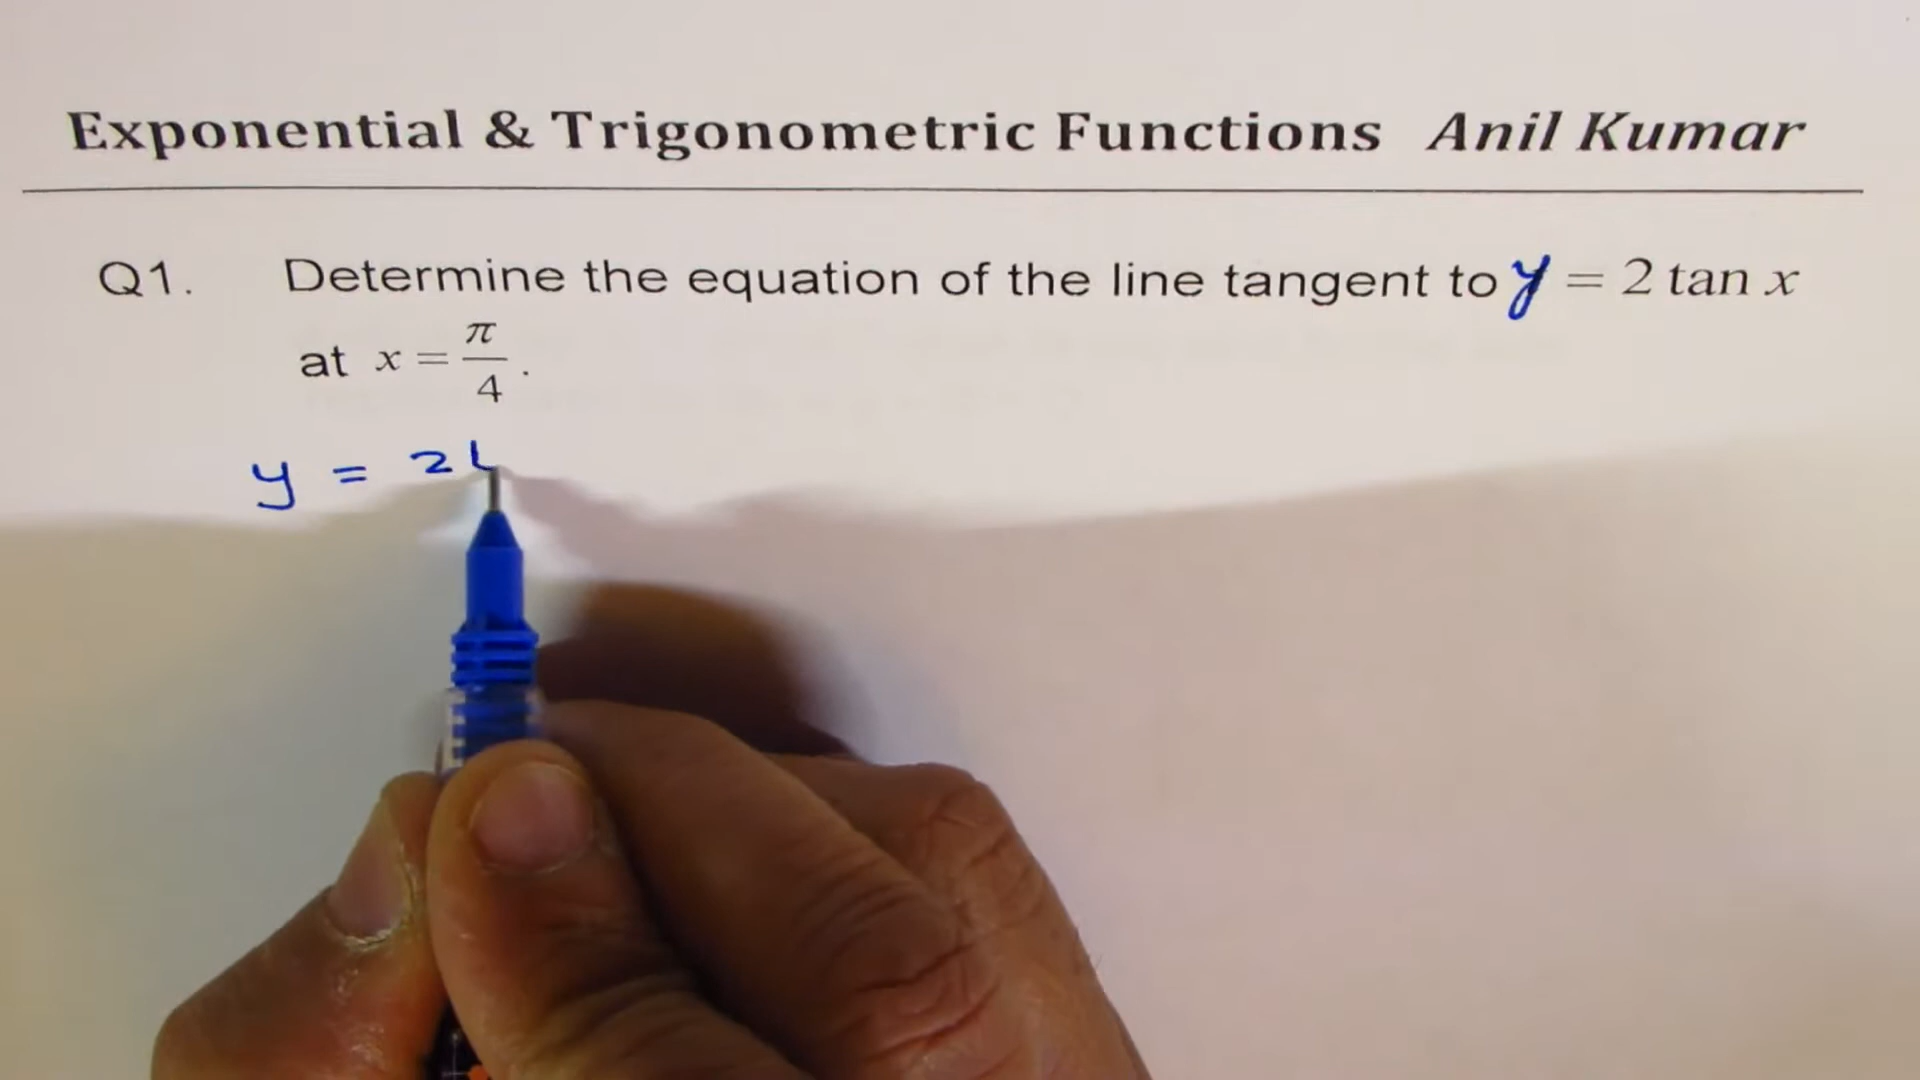 Exponential & Trigonometric Functions Anil Kumar
Q1. Determine the equation of the line tangent to y = 2 tan x
at x = π/4 .
y = 2